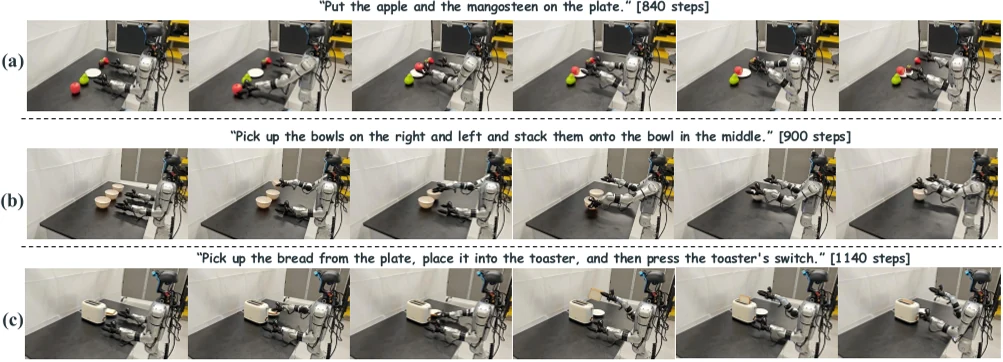 “Put the apple and the mangosteen on the plate.” [840 steps]
(a)
“Pick up the bowls on the right and left and stack them onto the bowl in the middle.” [900 steps]
(b)
“Pick up the bread from the plate, place it into the toaster, and then press the toaster's switch.” [1140 steps]
(c)